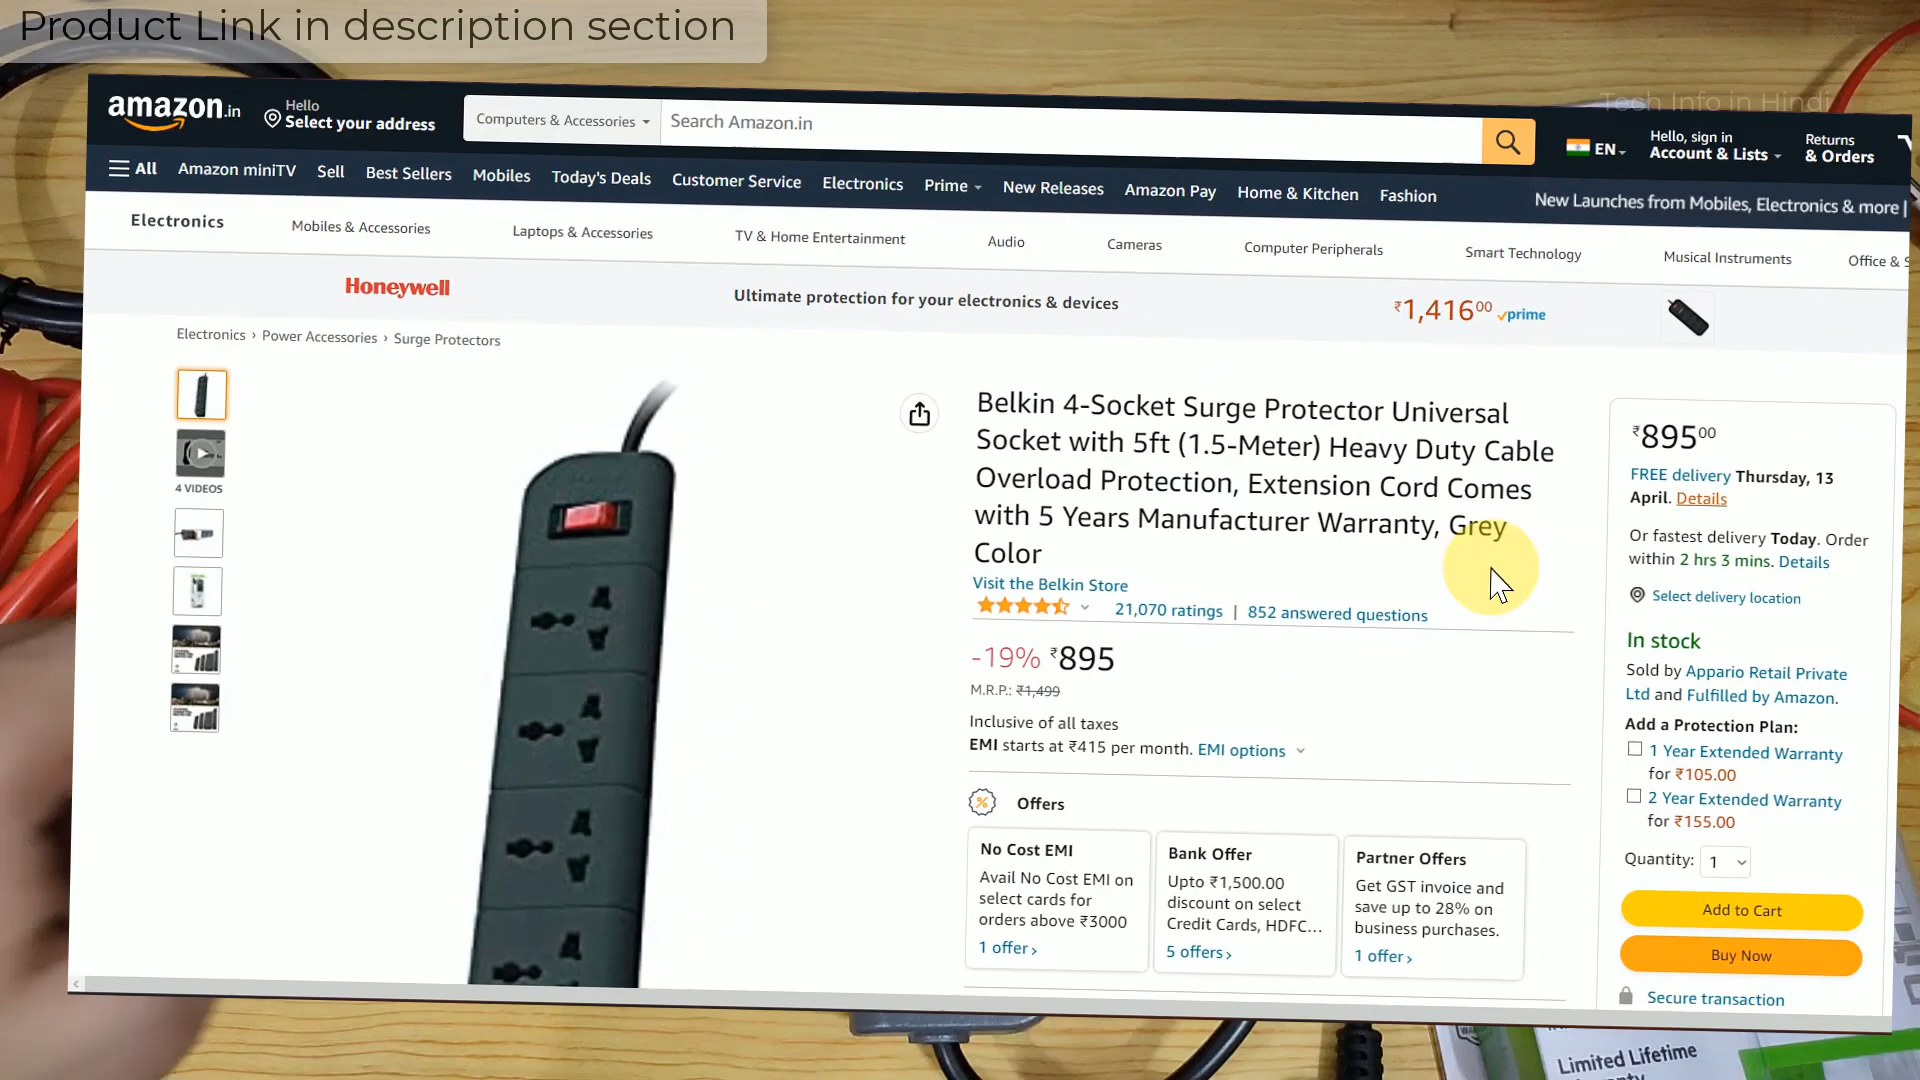 Product Link in description section
Tech Info in Hindi
amazon.in
Hello
Select your address
Computers & Accessories
Search Amazon.in
EN
Hello, sign in
Account & Lists
Returns
& Orders
All
Amazon miniTV
Sell
Best Sellers
Mobiles
Today's Deals
Customer Service
Electronics
Prime
New Releases
Amazon Pay
Home & Kitchen
Fashion
New Launches from Mobiles, Electronics & more |
Electronics
Mobiles & Accessories
Laptops & Accessories
TV & Home Entertainment
Audio
Cameras
Computer Peripherals
Smart Technology
Musical Instruments
Office &
Honeywell
Ultimate protection for your electronics & devices
₹1,416⁰⁰ prime
Electronics › Power Accessories › Surge Protectors
4 VIDEOS
Belkin 4-Socket Surge Protector Universal
Socket with 5ft (1.5-Meter) Heavy Duty Cable
Overload Protection, Extension Cord Comes
with 5 Years Manufacturer Warranty, Grey
Color
Visit the Belkin Store
21,070 ratings | 852 answered questions
-19% ₹895
M.R.P.: ₹1,499
Inclusive of all taxes
EMI starts at ₹415 per month. EMI options
Offers
No Cost EMI
Avail No Cost EMI on
select cards for
orders above ₹3000
1 offer ›
Bank Offer
Upto ₹1,500.00
discount on select
Credit Cards, HDFC...
5 offers ›
Partner Offers
Get GST invoice and
save up to 28% on
business purchases.
1 offer ›
₹895⁰⁰
FREE delivery Thursday, 13
April. Details
Or fastest delivery Today. Order
within 2 hrs 3 mins. Details
Select delivery location
In stock
Sold by Appario Retail Private
Ltd and Fulfilled by Amazon.
Add a Protection Plan:
1 Year Extended Warranty
for ₹105.00
2 Year Extended Warranty
for ₹155.00
Quantity: 1
Add to Cart
Buy Now
Secure transaction
Limited Lifetime